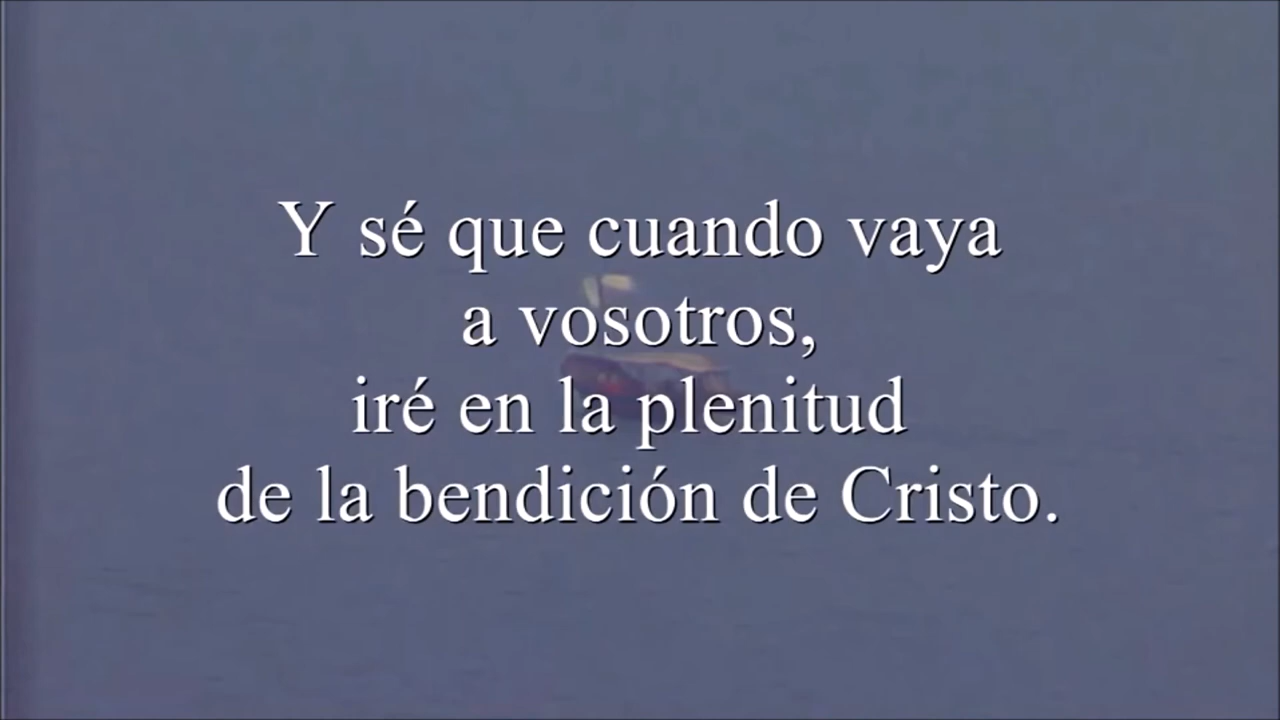 Y sé que cuando vaya
a vosotros,
iré en la plenitud
de la bendición de Cristo.